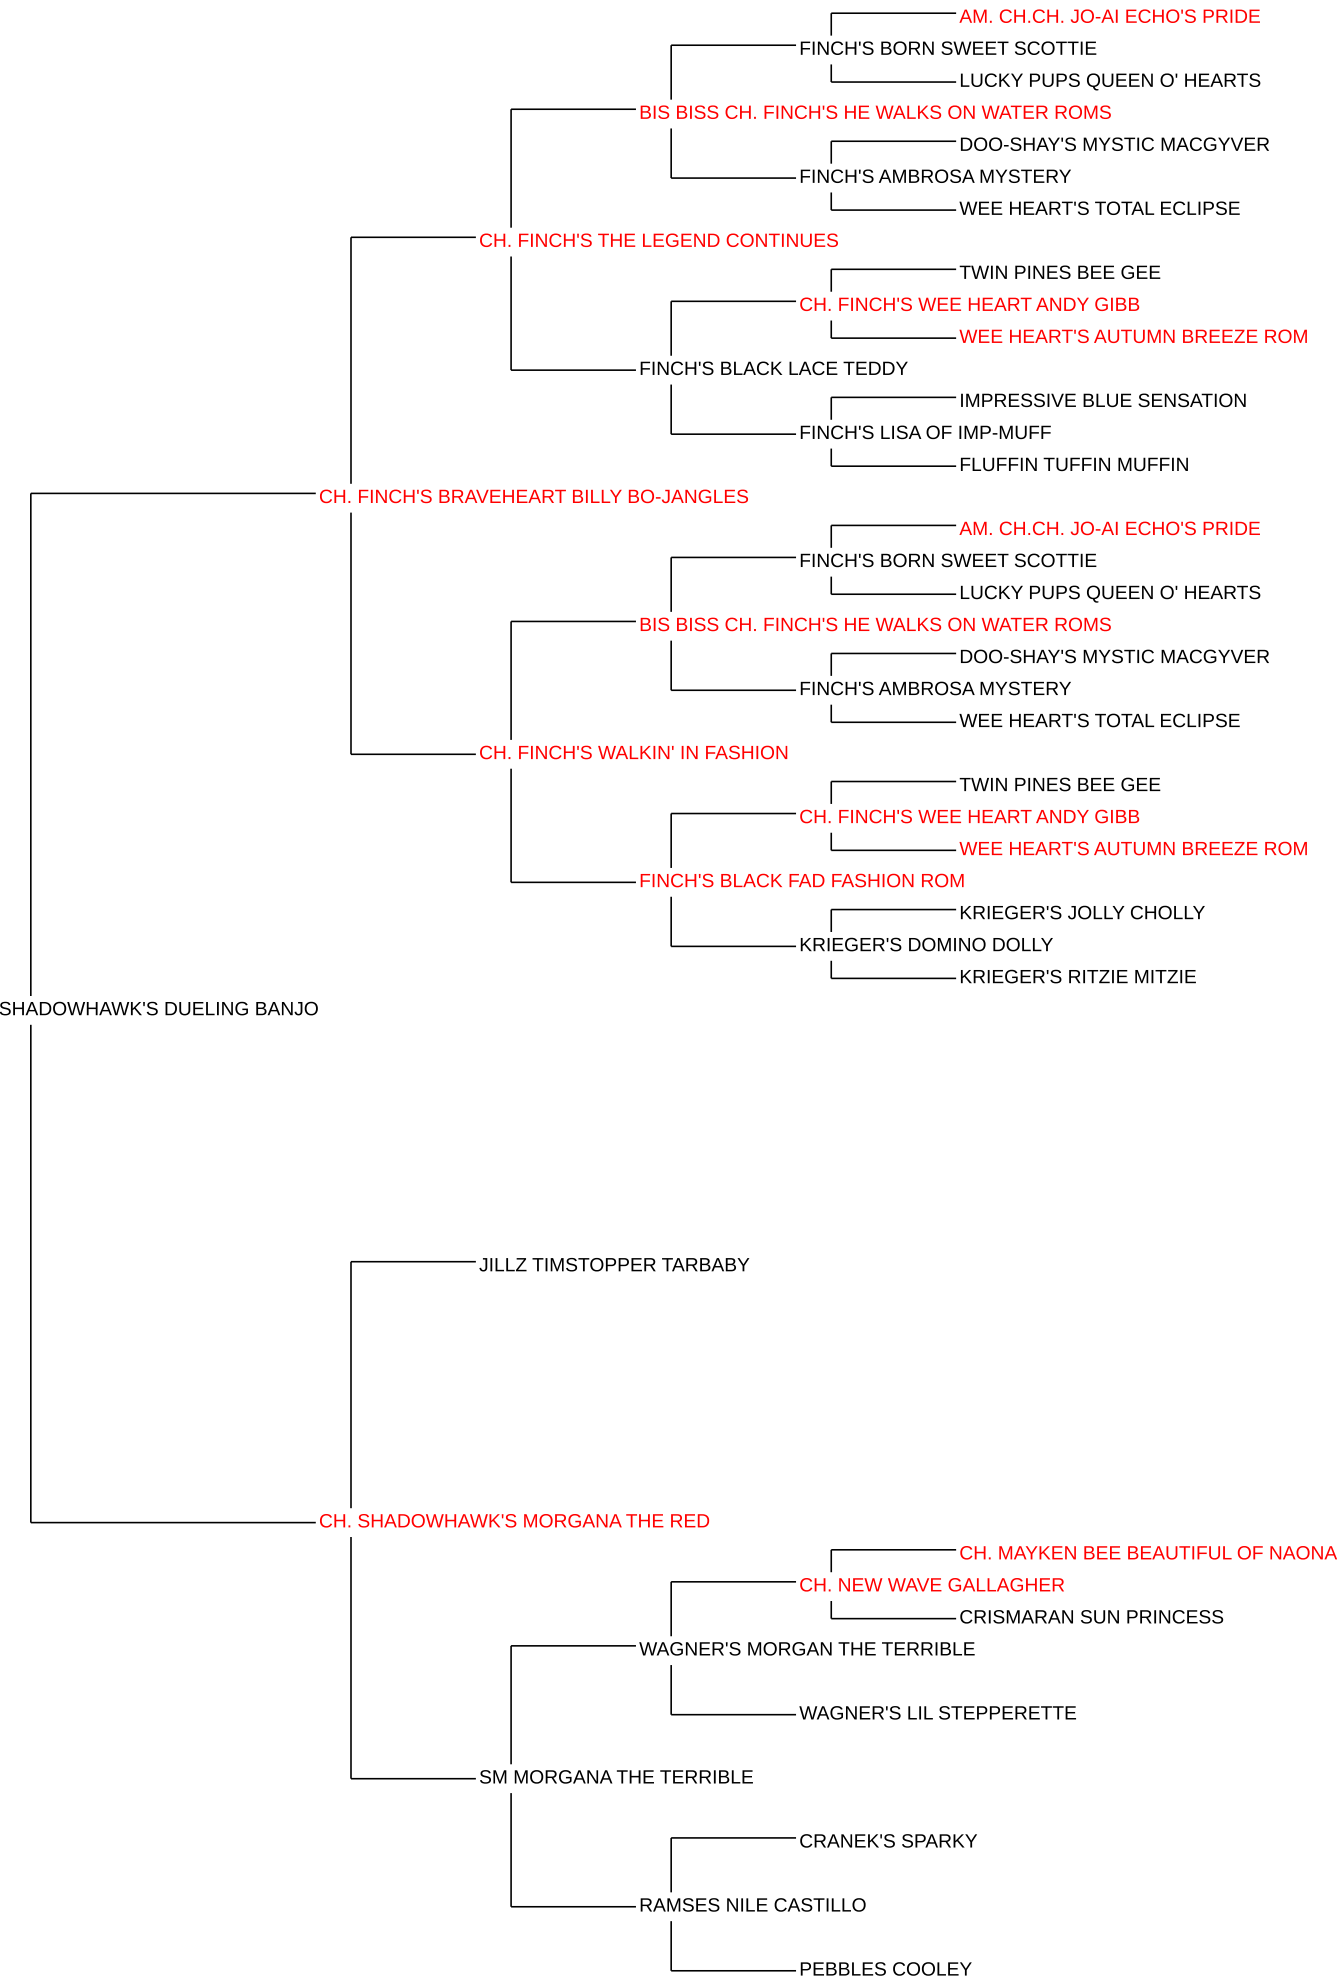 AM. CH.CH. JO-AI ECHO'S PRIDE
FINCH'S BORN SWEET SCOTTIE
LUCKY PUPS QUEEN O' HEARTS
BIS BISS CH. FINCH'S HE WALKS ON WATER ROMS
DOO-SHAY'S MYSTIC MACGYVER
FINCH'S AMBROSA MYSTERY
WEE HEART'S TOTAL ECLIPSE
CH. FINCH'S THE LEGEND CONTINUES
TWIN PINES BEE GEE
CH. FINCH'S WEE HEART ANDY GIBB
WEE HEART'S AUTUMN BREEZE ROM
FINCH'S BLACK LACE TEDDY
IMPRESSIVE BLUE SENSATION
FINCH'S LISA OF IMP-MUFF
FLUFFIN TUFFIN MUFFIN
CH. FINCH'S BRAVEHEART BILLY BO-JANGLES
AM. CH.CH. JO-AI ECHO'S PRIDE
FINCH'S BORN SWEET SCOTTIE
LUCKY PUPS QUEEN O' HEARTS
BIS BISS CH. FINCH'S HE WALKS ON WATER ROMS
DOO-SHAY'S MYSTIC MACGYVER
FINCH'S AMBROSA MYSTERY
WEE HEART'S TOTAL ECLIPSE
CH. FINCH'S WALKIN' IN FASHION
TWIN PINES BEE GEE
CH. FINCH'S WEE HEART ANDY GIBB
WEE HEART'S AUTUMN BREEZE ROM
FINCH'S BLACK FAD FASHION ROM
KRIEGER'S JOLLY CHOLLY
KRIEGER'S DOMINO DOLLY
KRIEGER'S RITZIE MITZIE
SHADOWHAWK'S DUELING BANJO
JILLZ TIMSTOPPER TARBABY
CH. SHADOWHAWK'S MORGANA THE RED
CH. MAYKEN BEE BEAUTIFUL OF NAONA
CH. NEW WAVE GALLAGHER
CRISMARAN SUN PRINCESS
WAGNER'S MORGAN THE TERRIBLE
WAGNER'S LIL STEPPERETTE
SM MORGANA THE TERRIBLE
CRANEK'S SPARKY
RAMSES NILE CASTILLO
PEBBLES COOLEY